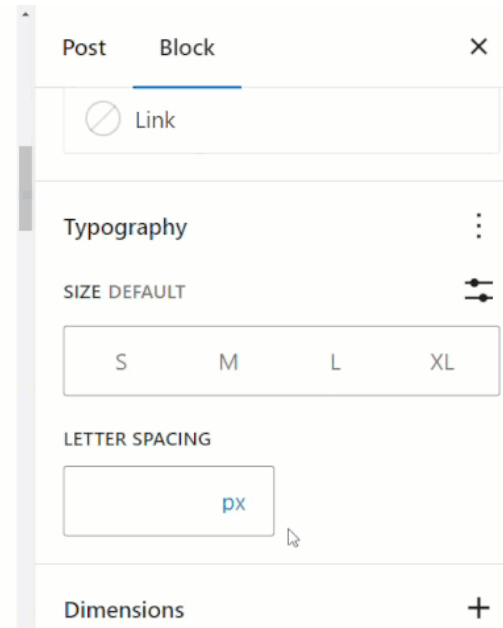 Post Block
Link
Typography
SIZE DEFAULT
S M L XL
LETTER SPACING
px
Dimensions